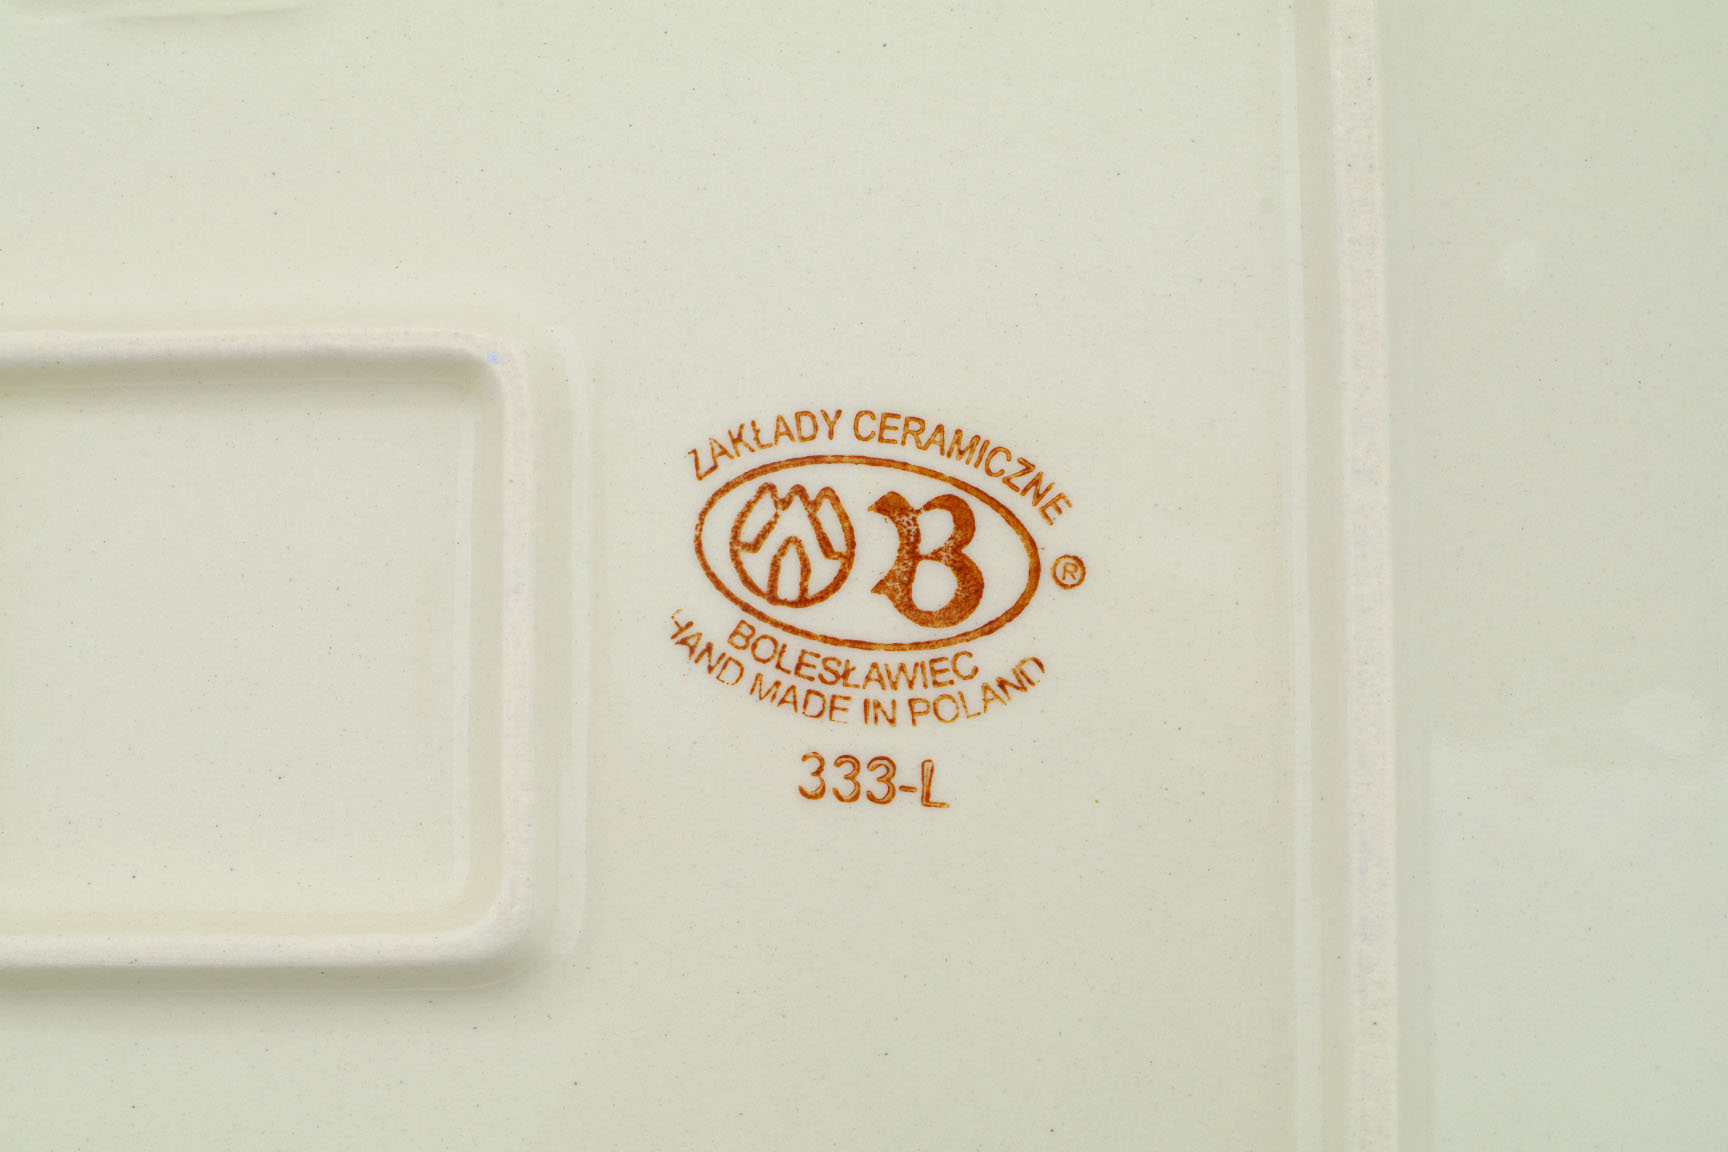 ZAKŁADY CERAMICZNE
B ®
BOLESŁAWIEC
HAND MADE IN POLAND
333-L